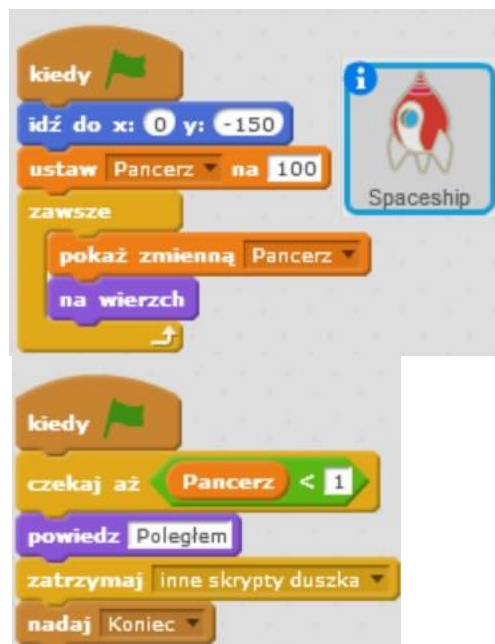 kiedy
idź do x: 0 y: -150
ustaw Pancerz na 100
zawsze
pokaż zmienną Pancerz
na wierzch
i
Spaceship
kiedy
czekaj aż Pancerz < 1
powiedz Poległem
zatrzymaj inne skrypty duszka
nadaj Koniec